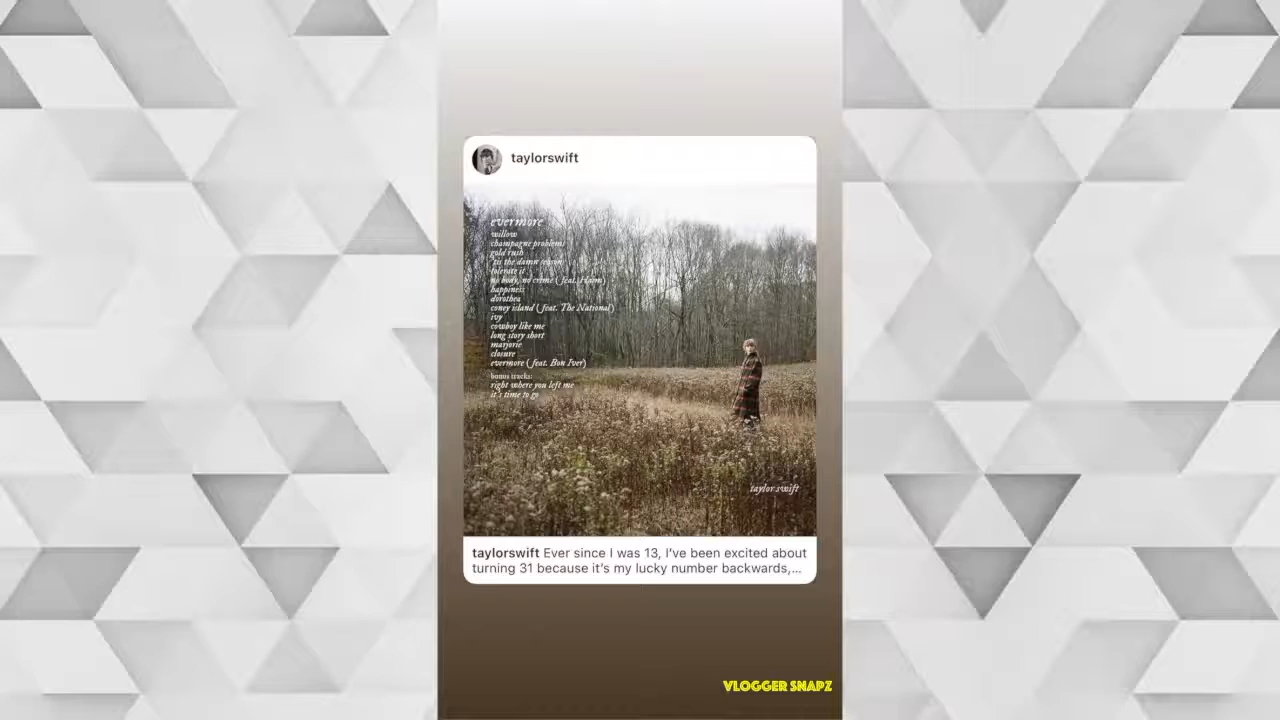 taylorswift
evermore
willow
champagne problems
gold rush
'tis the damn season
tolerate it
no body, no crime ( feat. Haim)
happiness
dorothea
coney island ( feat. The National)
ivy
cowboy like me
long story short
marjorie
closure
evermore ( feat. Bon Iver)
bonus tracks:
right where you left me
it's time to go
taylor swift
taylorswift Ever since I was 13, I've been excited about
turning 31 because it's my lucky number backwards,...
VLOGGER SNAPZ